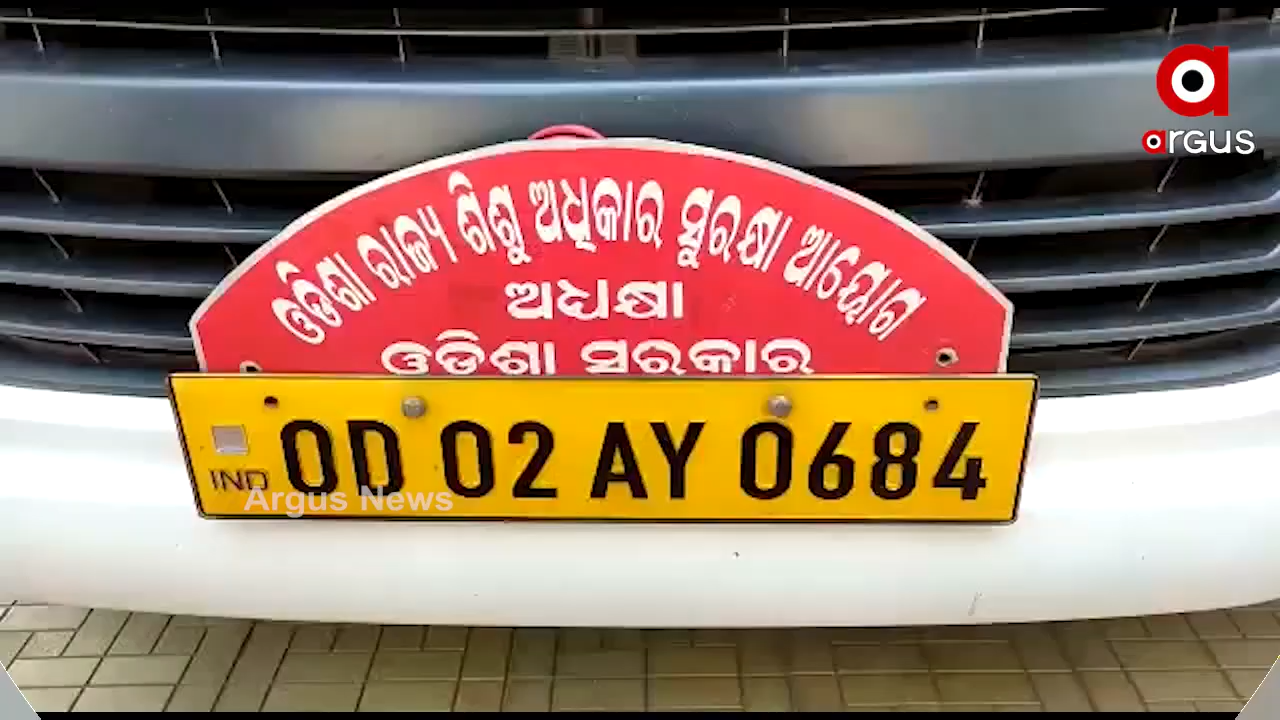 argus
ଓଡିଶା ରାଜ୍ୟ ଶିଶୁ ଅଧିକାର ସୁରକ୍ଷା ଆୟୋଗ
ଅଧ୍ୟକ୍ଷା
ଓଡିଶା ସରକାର
IND OD 02 AY 0684
Argus News